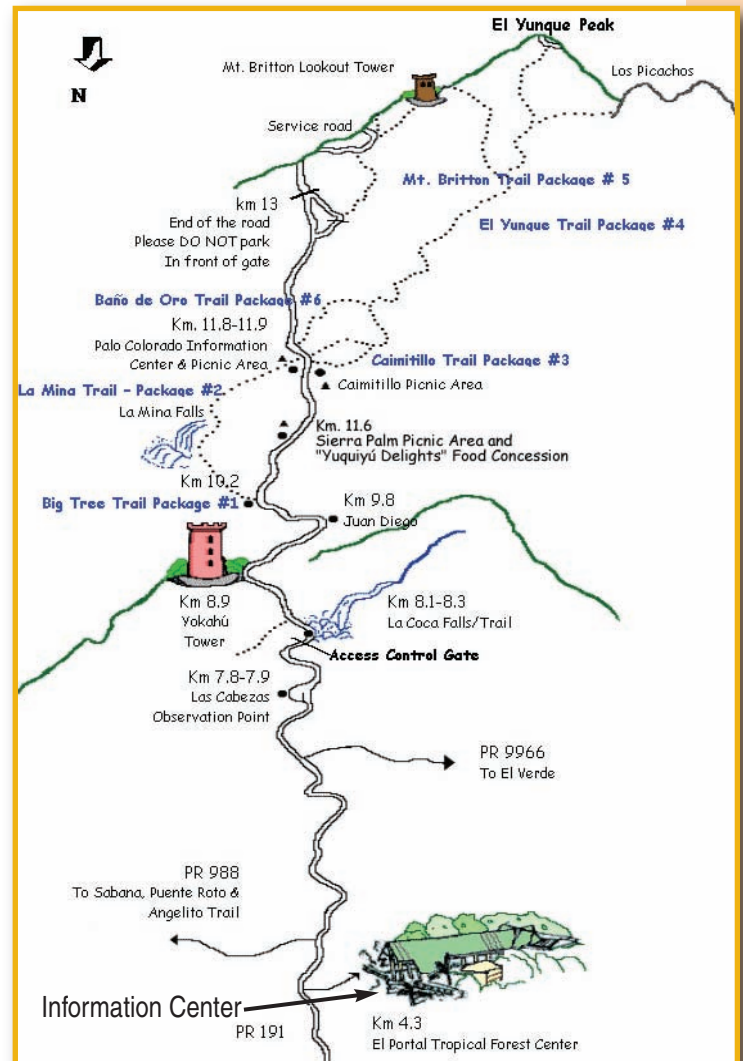 El Yunque Peak
Mt. Britton Lookout Tower
Los Picachos
N
Service road
Mt. Britton Trail Package # 5
km 13
End of the road
Please DO NOT park
In front of gate
El Yunque Trail Package #4
Baño de Oro Trail Package #6
Km. 11.8-11.9
Palo Colorado Information
Center & Picnic Area
Caimitillo Trail Package #3
Caimitillo Picnic Area
La Mina Trail - Package #2
La Mina Falls
Km. 11.6
Sierra Palm Picnic Area and
"Yuquiyú Delights" Food Concession
Km 10.2
Big Tree Trail Package #1
Km 9.8
Juan Diego
Km 8.9
Yokahú
Tower
Km 8.1-8.3
La Coca Falls/Trail
Access Control Gate
Km 7.8-7.9
Las Cabezas
Observation Point
PR 9966
To El Verde
PR 988
To Sabana, Puente Roto &
Angelito Trail
Information Center
PR 191
Km 4.3
El Portal Tropical Forest Center